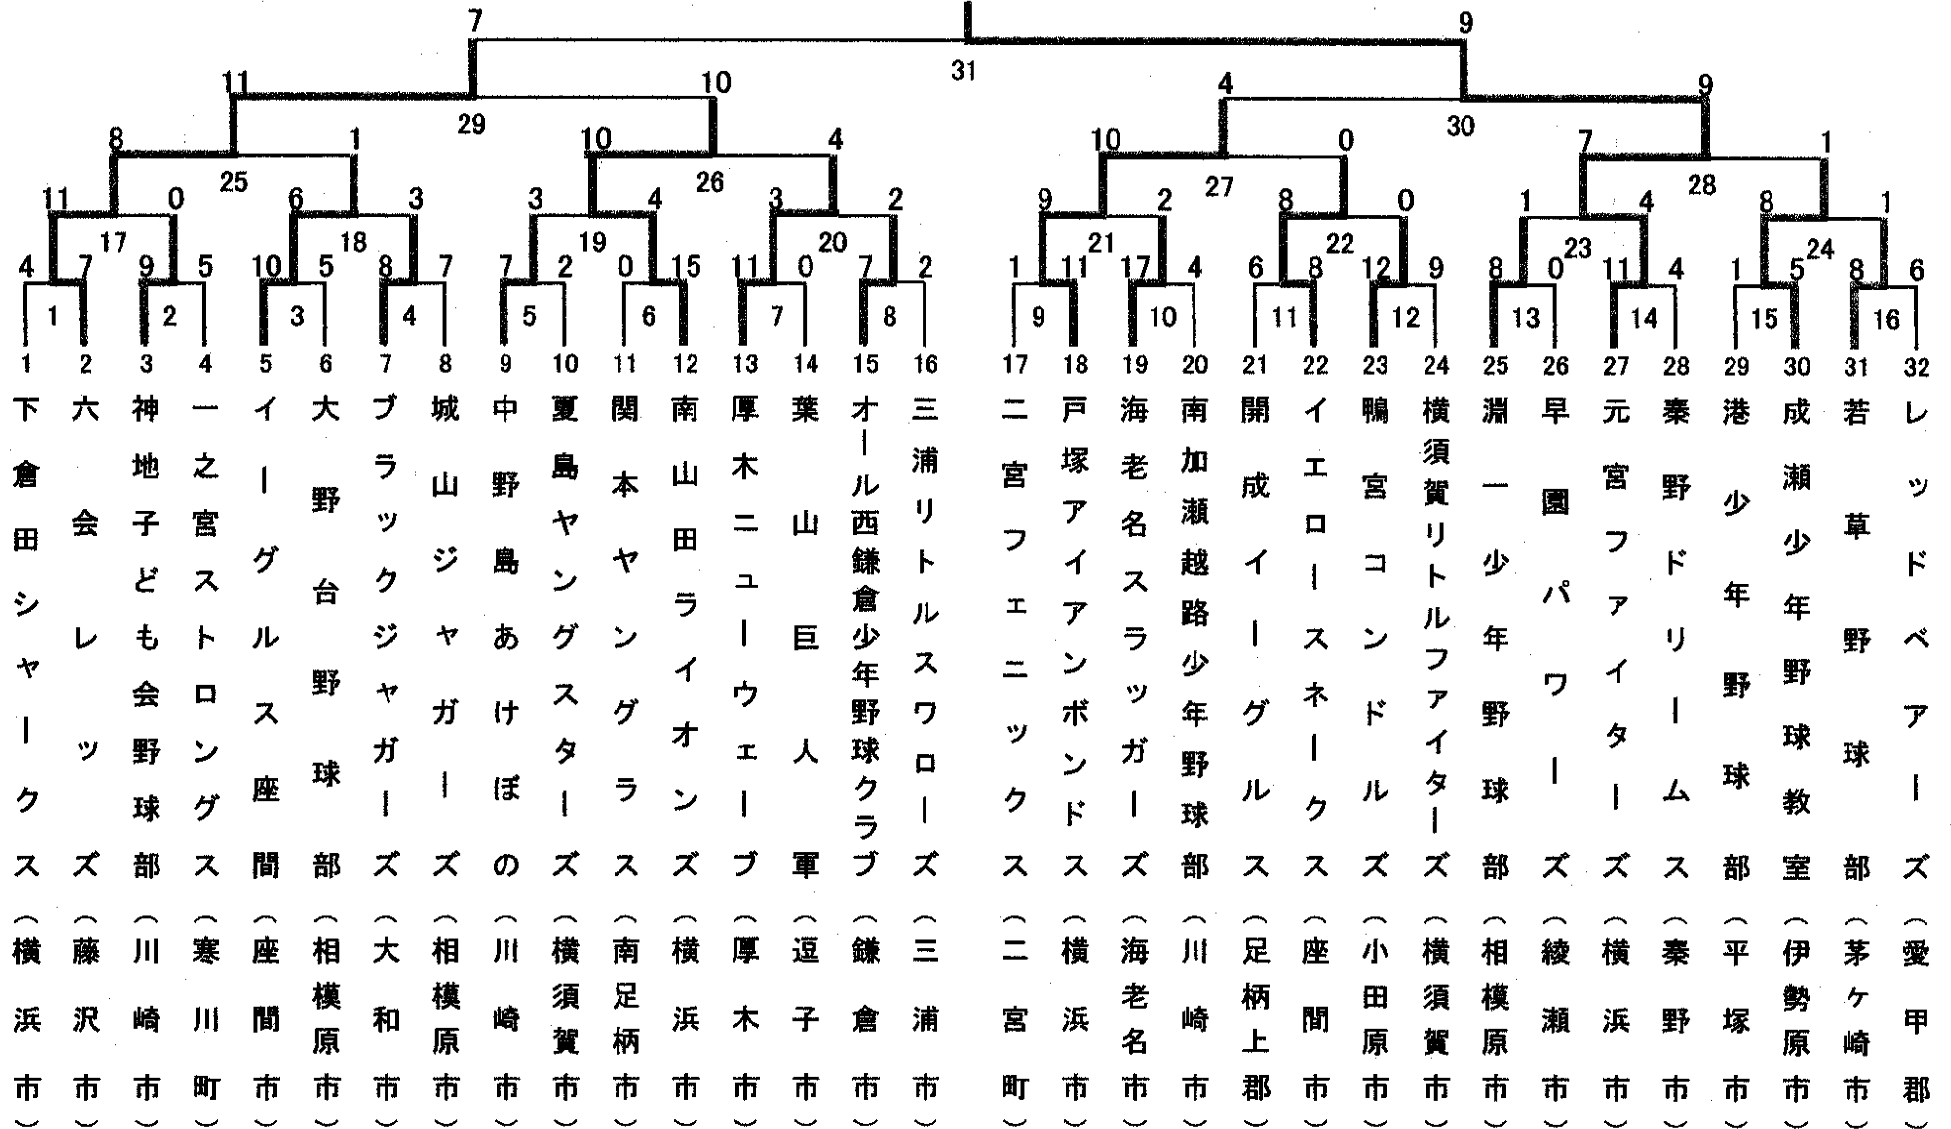 7 9
31
11 10 4 9
29 30
8 1 10 4 10 0 7 1
25 26 27 28
11 0 6 3 3 4 3 2 9 2 8 0 1 4 8 1
17 18 19 20 21 22 23 24
4 7 9 5 10 5 8 7 7 2 0 15 11 0 7 2 1 11 17 4 6 8 12 9 8 0 11 4 1 5 8 6
1 2 3 4 5 6 7 8 9 10 11 12 13 14 15 16
1 下倉田シャークス（横浜市）
2 六会レッズ（藤沢市）
3 神地子ども会野球部（川崎市）
4 一之宮ストロングス（寒川町）
5 イーグルス座間（座間市）
6 大野台野球部（相模原市）
7 ブラックジャガーズ（大和市）
8 城山ジャガーズ（相模原市）
9 中野島あけぼの（川崎市）
10 夏島ヤングスターズ（横須賀市）
11 関本ヤングラス（南足柄市）
12 南山田ライオンズ（横浜市）
13 厚木ニューウェーブ（厚木市）
14 葉山巨人軍（逗子市）
15 オール西鎌倉少年野球クラブ（鎌倉市）
16 三浦リトルスワローズ（三浦市）
17 二宮フェニックス（二宮町）
18 戸塚アイアンボンドス（横浜市）
19 海老名スラッガーズ（海老名市）
20 南加瀬越路少年野球部（川崎市）
21 開成イーグルス（足柄上郡）
22 イエロースネークス（座間市）
23 鴨宮コンドルズ（小田原市）
24 横須賀リトルファイターズ（横須賀市）
25 淵一少年野球部（相模原市）
26 早園パワーズ（綾瀬市）
27 元宮ファイターズ（横浜市）
28 秦野ドリームス（秦野市）
29 港少年野球部（平塚市）
30 成瀬少年野球教室（伊勢原市）
31 若草野球部（茅ヶ崎市）
32 レッドベアーズ（愛甲郡）